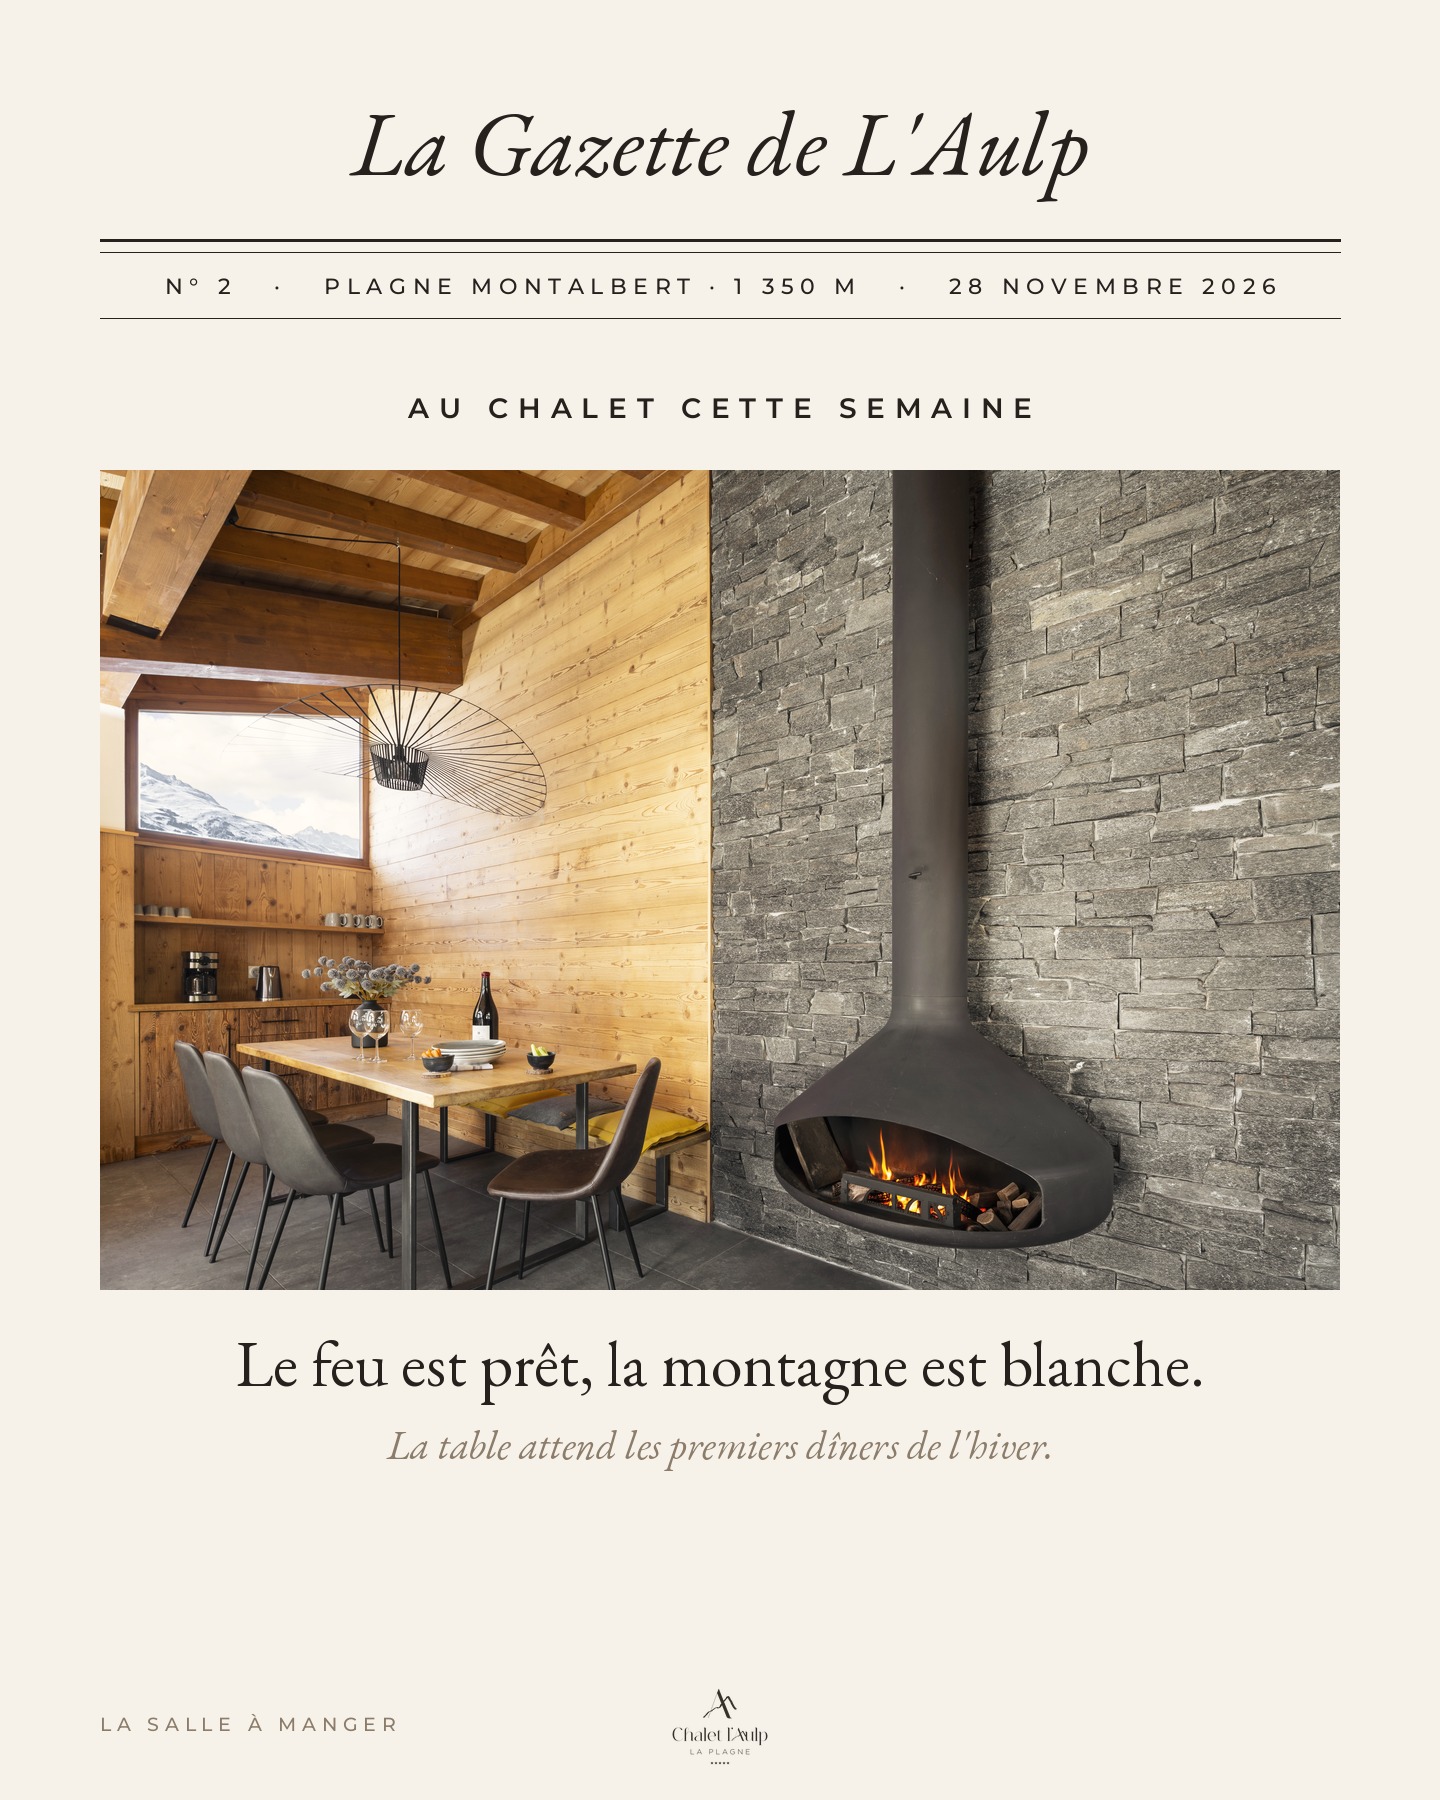 La Gazette de L'Aulp
N° 2 · PLAGNE MONTALBERT · 1 350 M · 28 NOVEMBRE 2026
AU CHALET CETTE SEMAINE
Le feu est prêt, la montagne est blanche.
La table attend les premiers dîners de l'hiver.
LA SALLE À MANGER
Chalet l'Aulp
LA PLAGNE